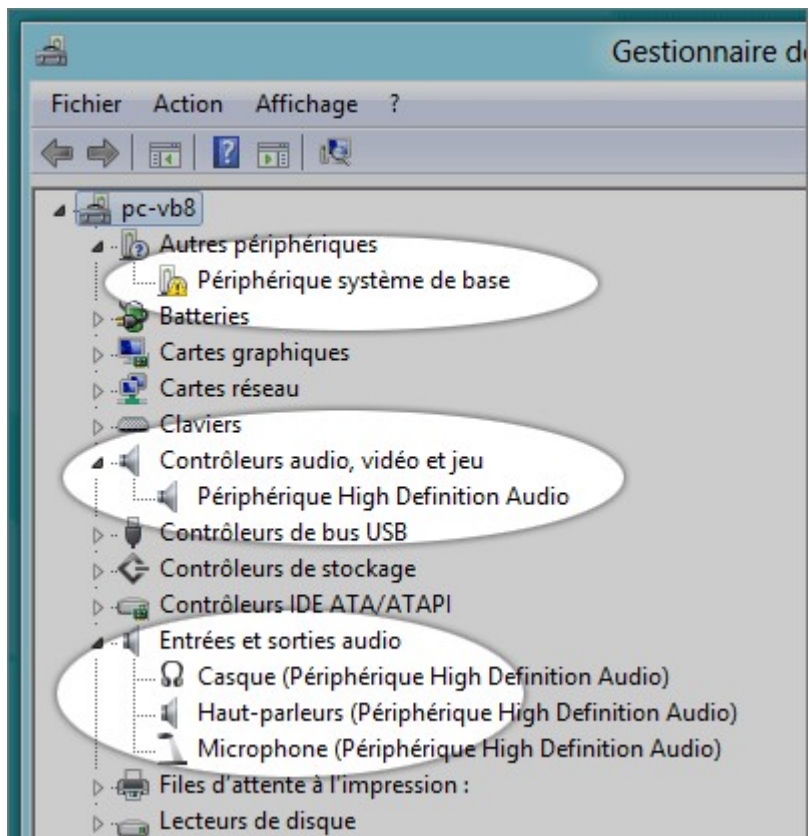 Gestionnaire de
Fichier Action Affichage ?
pc-vb8
Autres périphériques
Périphérique système de base
Batteries
Cartes graphiques
Cartes réseau
Claviers
Contrôleurs audio, vidéo et jeu
Périphérique High Definition Audio
Contrôleurs de bus USB
Contrôleurs de stockage
Contrôleurs IDE ATA/ATAPI
Entrées et sorties audio
Casque (Périphérique High Definition Audio)
Haut-parleurs (Périphérique High Definition Audio)
Microphone (Périphérique High Definition Audio)
Files d'attente à l'impression :
Lecteurs de disque